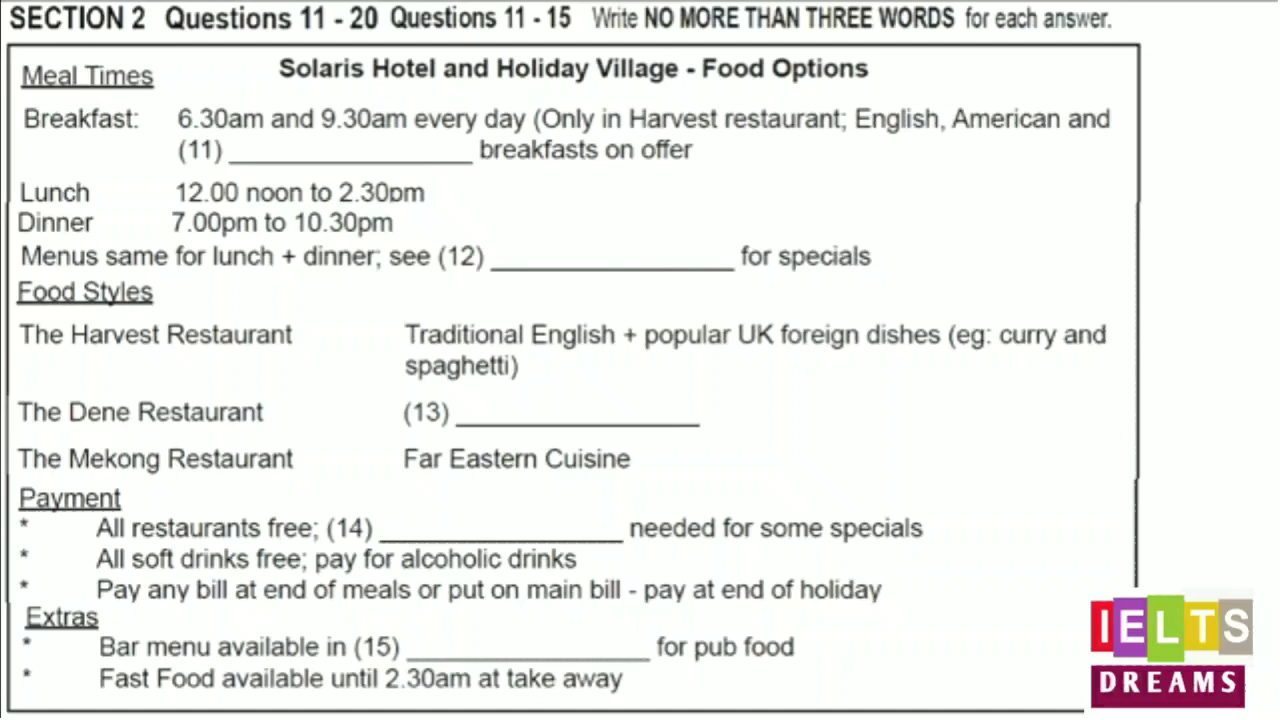 SECTION 2 Questions 11 - 20 Questions 11 - 15 Write NO MORE THAN THREE WORDS for each answer.
Solaris Hotel and Holiday Village - Food Options
Meal Times
Breakfast: 6.30am and 9.30am every day (Only in Harvest restaurant; English, American and
(11) _________________ breakfasts on offer
Lunch 12.00 noon to 2.30pm
Dinner 7.00pm to 10.30pm
Menus same for lunch + dinner; see (12) _________________ for specials
Food Styles
The Harvest Restaurant Traditional English + popular UK foreign dishes (eg: curry and
spaghetti)
The Dene Restaurant (13) _________________
The Mekong Restaurant Far Eastern Cuisine
Payment
* All restaurants free; (14) _________________ needed for some specials
* All soft drinks free; pay for alcoholic drinks
* Pay any bill at end of meals or put on main bill - pay at end of holiday
Extras
* Bar menu available in (15) _________________ for pub food
* Fast Food available until 2.30am at take away
IELTS
DREAMS